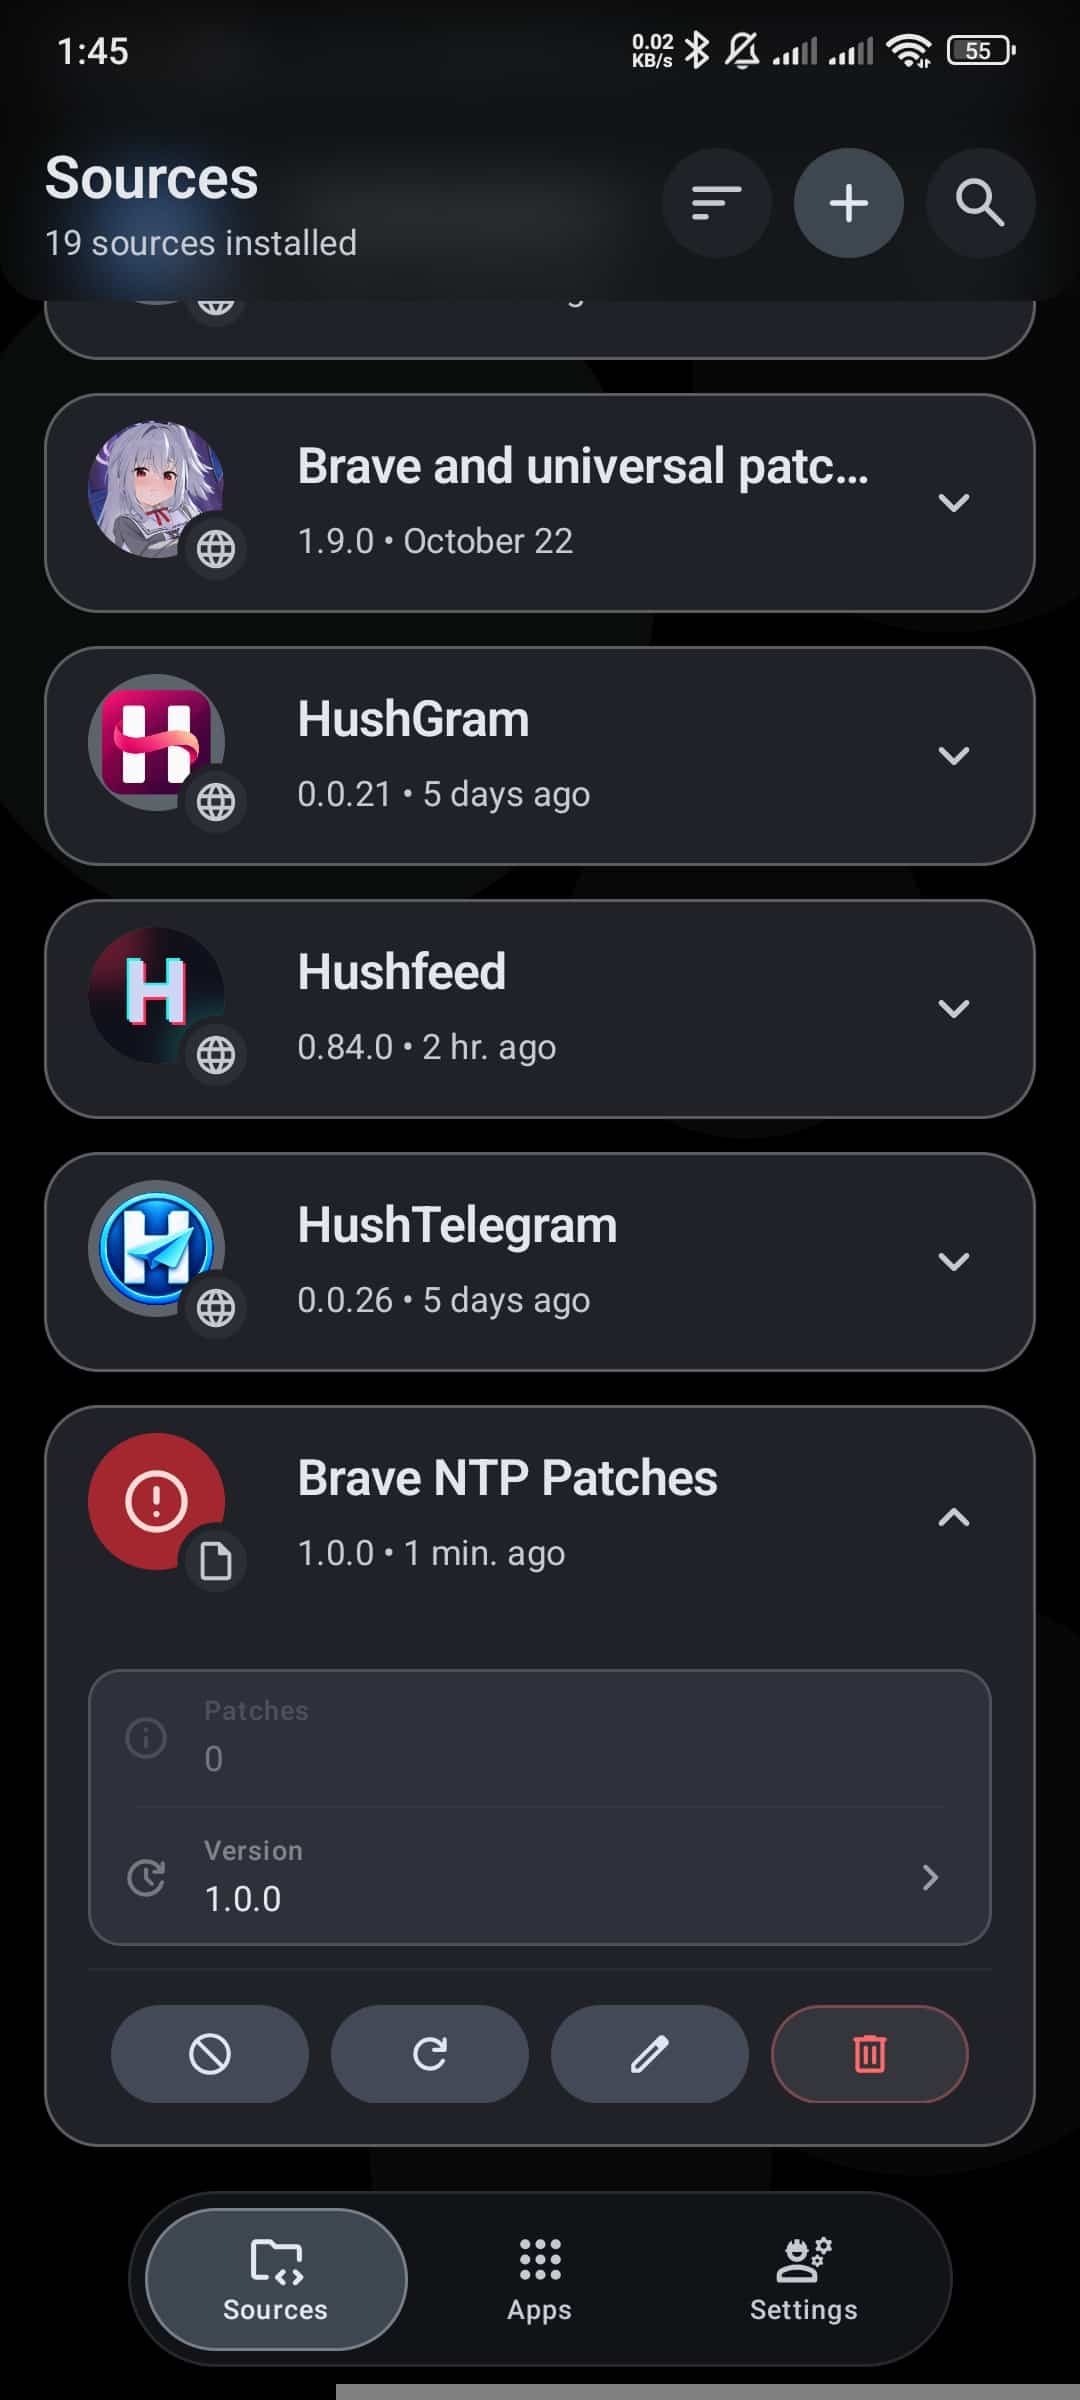 1:45
0.02
KB/s
55
Sources
19 sources installed
Brave and universal patc...
1.9.0 • October 22
HushGram
0.0.21 • 5 days ago
Hushfeed
0.84.0 • 2 hr. ago
HushTelegram
0.0.26 • 5 days ago
Brave NTP Patches
1.0.0 • 1 min. ago
Patches
0
Version
1.0.0
Sources
Apps
Settings